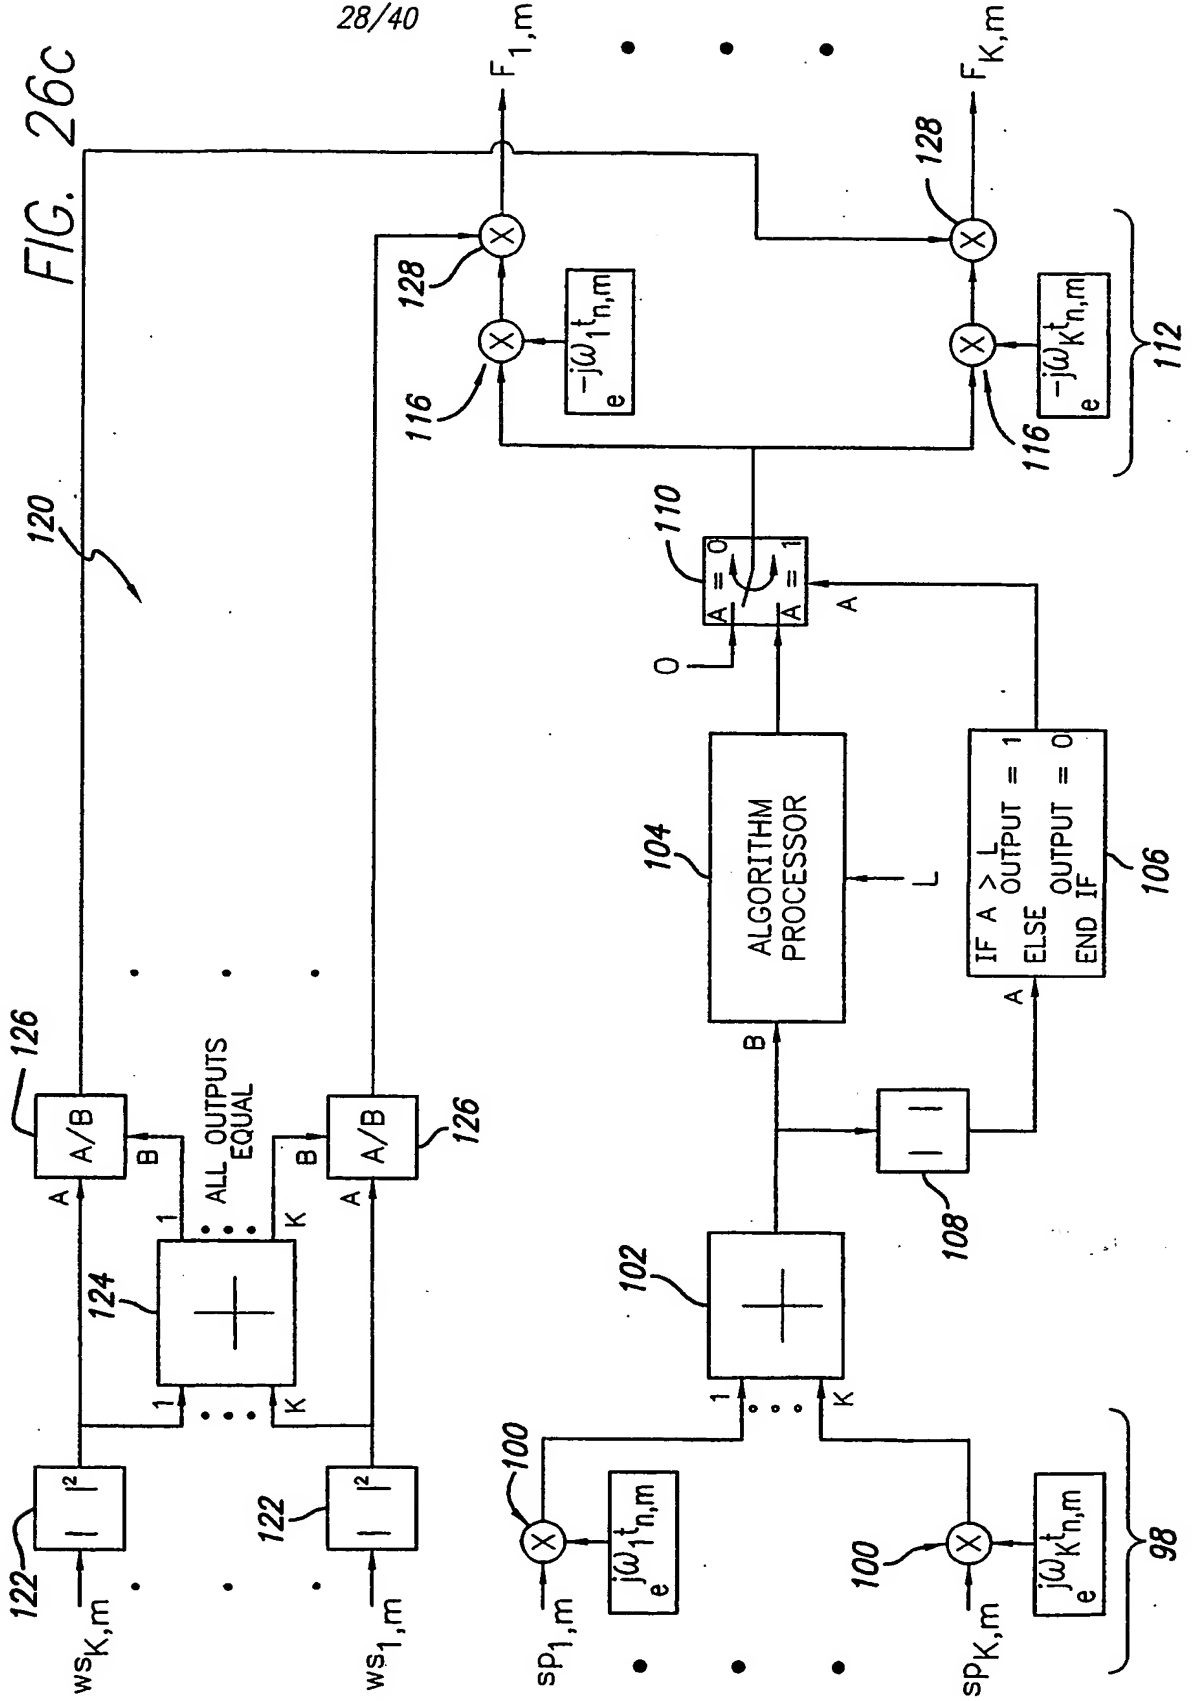 28/40
FIG. 26c
120
wsK,m
122
| |²
124
1
K
+
1
K
ALL OUTPUTS
EQUAL
A
B
A/B
126
ws1,m
122
| |²
A
B
A/B
126
sp1,m
100
X
e^jω1tn,m
spK,m
100
X
e^jωKtn,m
98
1
K
102
+
108
| |
B
104
ALGORITHM
PROCESSOR
L
A
IF A > L
OUTPUT = 1
ELSE
OUTPUT = 0
END IF
106
0
110
A = 0
A = 1
A
116
X
e^-jω1tn,m
128
X
F1,m
116
X
e^-jωKtn,m
128
X
FK,m
112